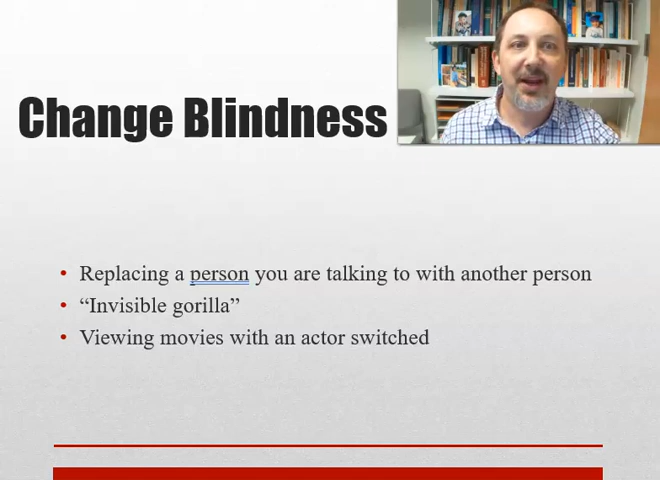 Change Blindness
• Replacing a person you are talking to with another person
• “Invisible gorilla”
• Viewing movies with an actor switched